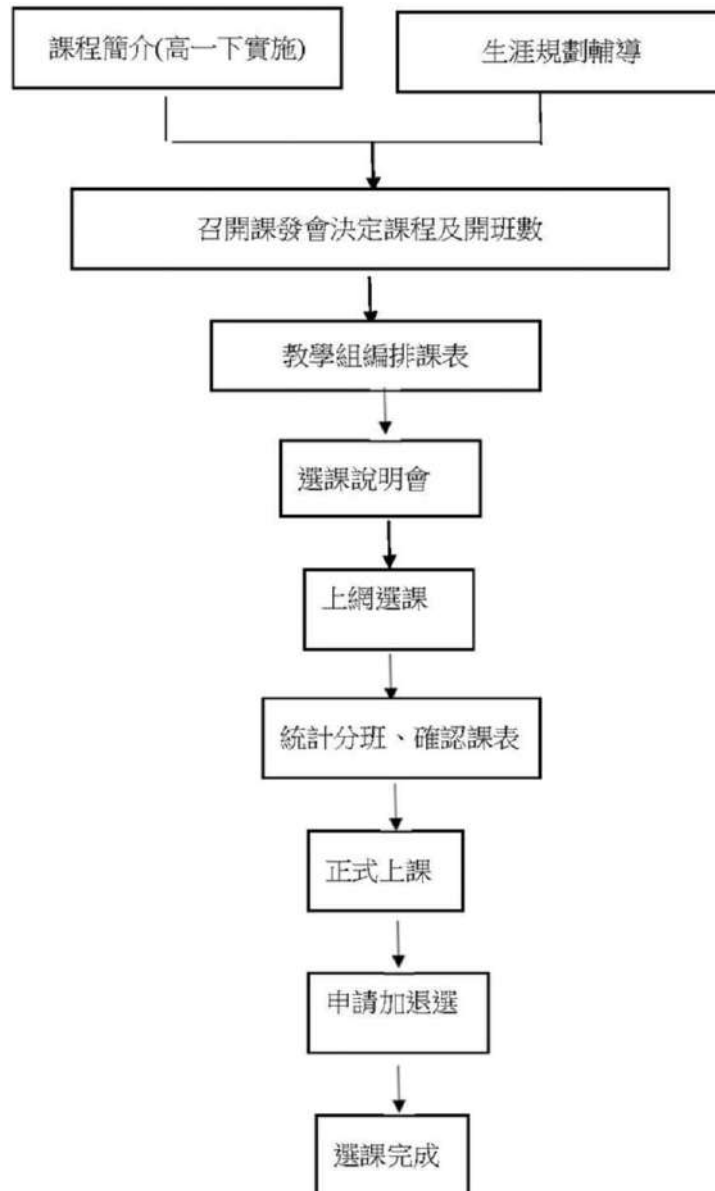 課程簡介(高一下實施)
生涯規劃輔導
召開課發會決定課程及開班數
教學組編排課表
選課說明會
上網選課
統計分班、確認課表
正式上課
申請加退選
選課完成